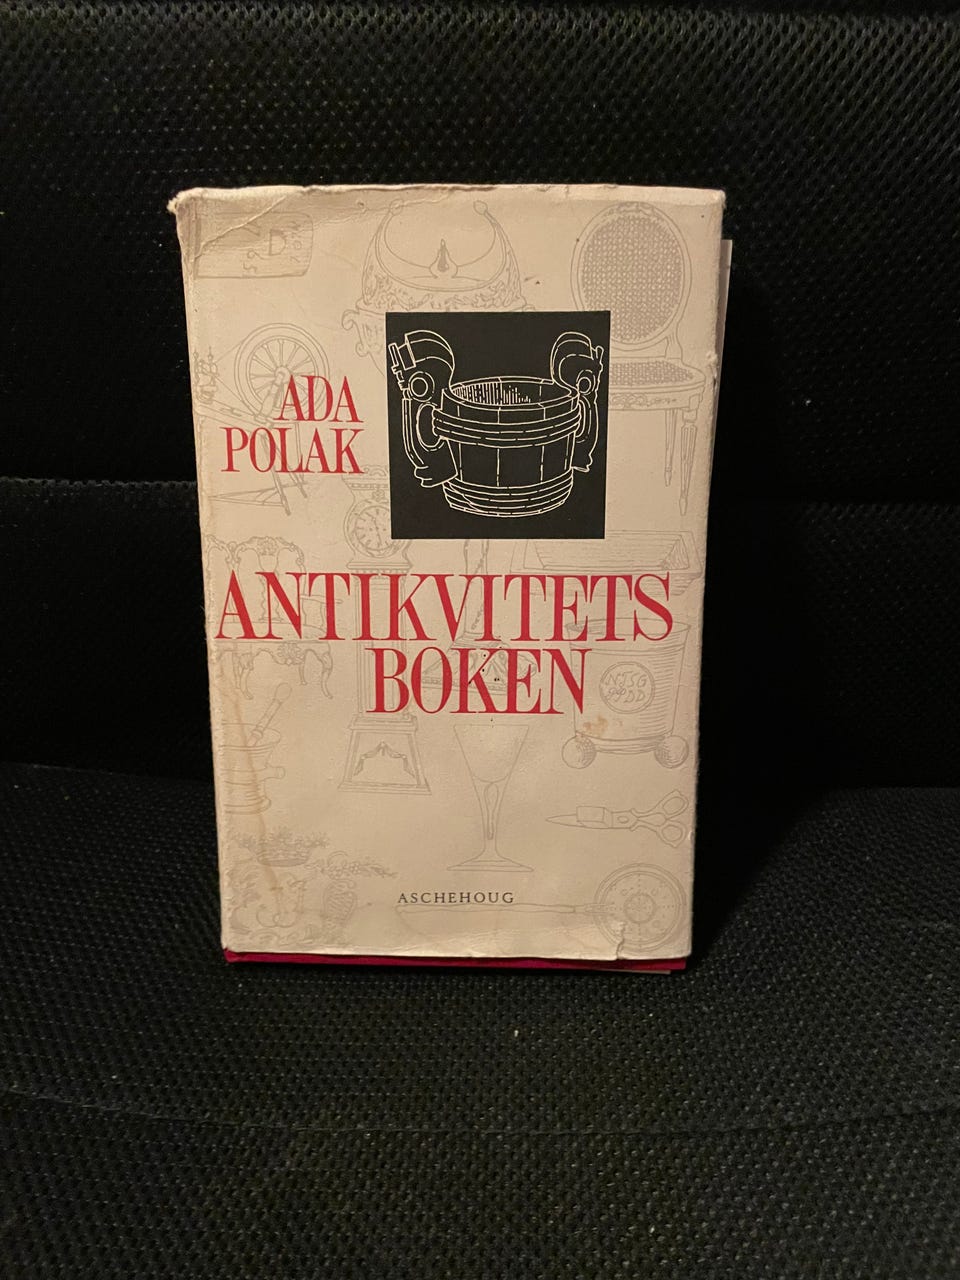 ADA
POLAK
ANTIKVITETS
BOKEN
ASCHEHOUG